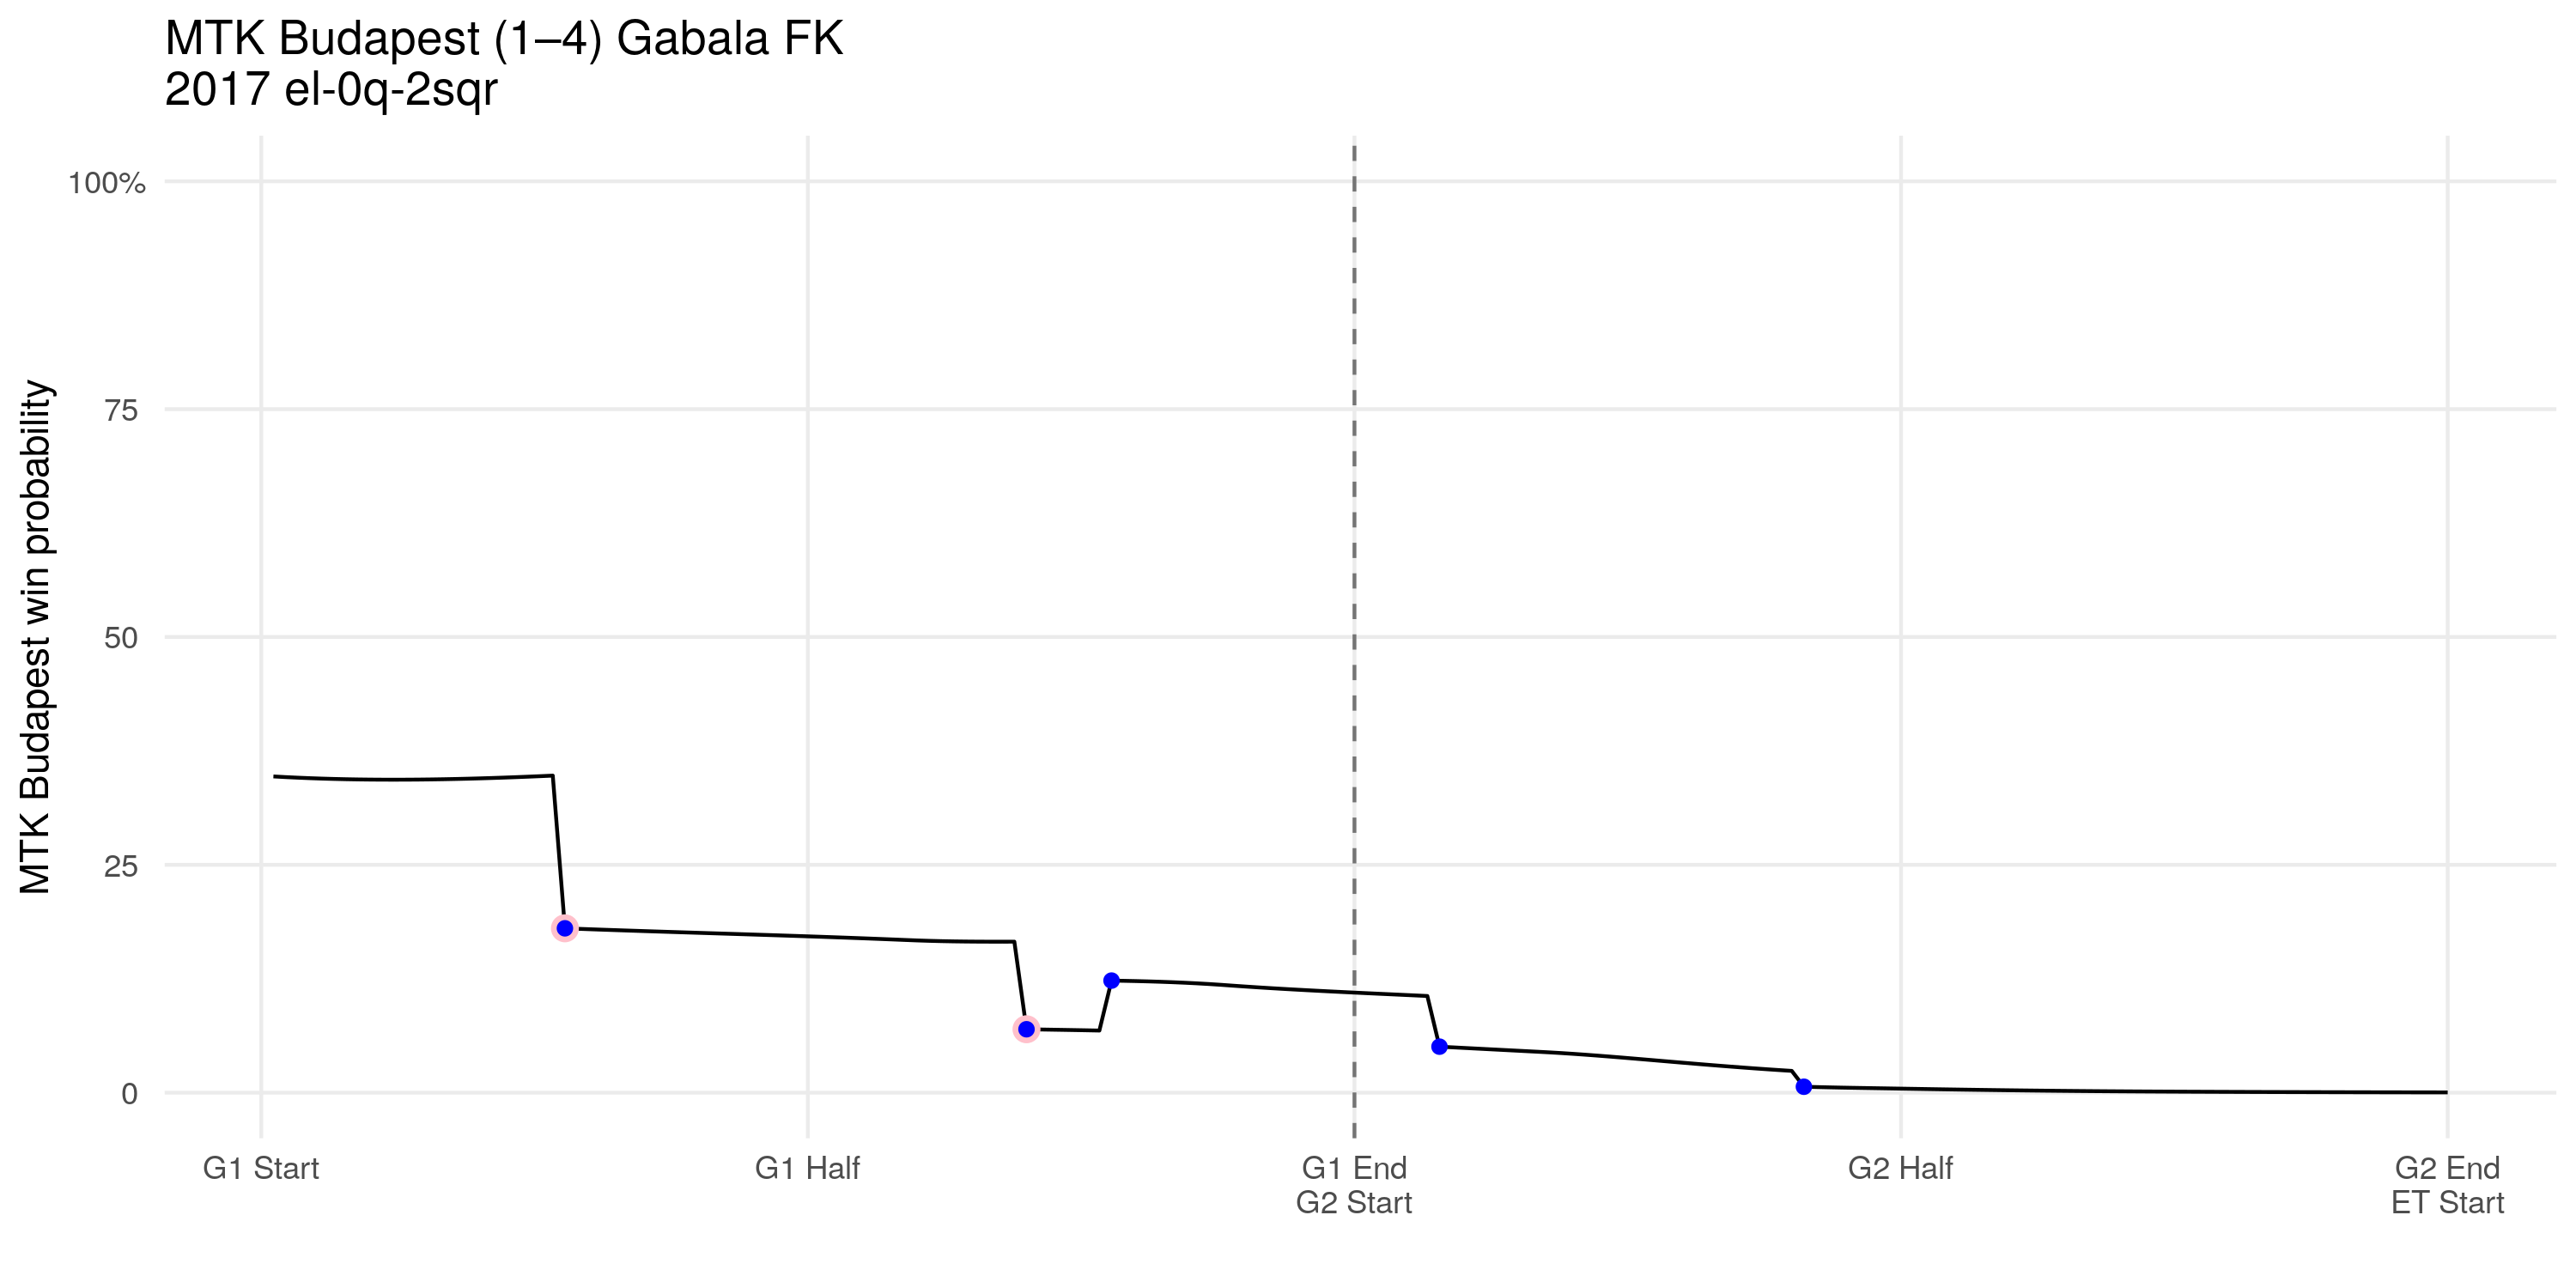 MTK Budapest (1–4) Gabala FK
2017 el-0q-2sqr
MTK Budapest win probability
100%
75
50
25
0
G1 Start
G1 Half
G1 End
G2 Start
G2 Half
G2 End
ET Start